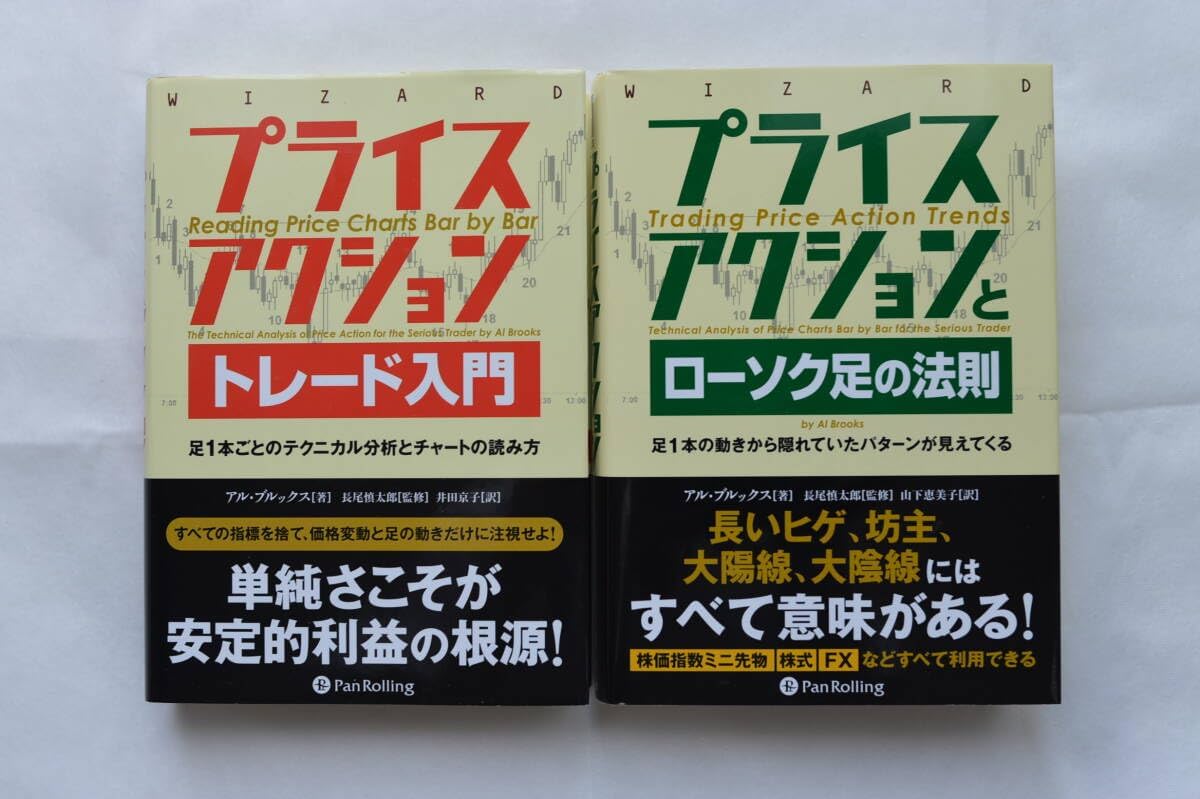 WIZARD
プライス
Reading Price Charts Bar by Bar
アクション
The Technical Analysis of Price Action for the Serious Trader by Al Brooks
トレード入門
7:00
足1本ごとのテクニカル分析とチャートの読み方
アル・ブルックス[著] 長尾慎太郎[監修] 井田京子[訳]
すべての指標を捨て、価格変動と足の動きだけに注視せよ!
単純さこそが
安定的利益の根源!
PanRolling
WIZARD
プライス
Trading Price Action Trends
アクションと
Technical Analysis of Price Charts Bar by Bar for the Serious Trader
ローソク足の法則
7:00
13:00
by Al Brooks
足1本の動きから隠れていたパターンが見えてくる
アル・ブルックス[著] 長尾慎太郎[監修] 山下恵美子[訳]
長いヒゲ、坊主、
大陽線、大陰線には
すべて意味がある!
株価指数ミニ先物 株式 FX などすべて利用できる
PanRolling